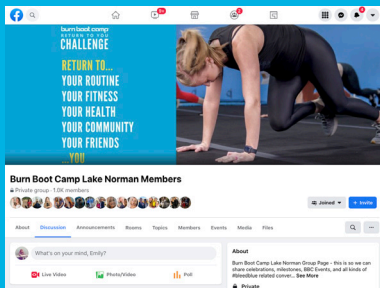 burn boot camp
RETURN TO YOU
CHALLENGE
RETURN TO...
YOUR ROUTINE
YOUR FITNESS
YOUR HEALTH
YOUR COMMUNITY
YOUR FRIENDS
...YOU
Burn Boot Camp Lake Norman Members
Private group · 1.0K members
Joined
+ Invite
About Discussion Announcements Rooms Topics Members Events Media Files
What's on your mind, Emily?
Live Video Photo/Video Poll
About
Burn Boot Camp Lake Norman Group Page - this is so we can
share celebrations, milestones, BBC Events, and all kinds of
#bleedblue related conver... See More
Private